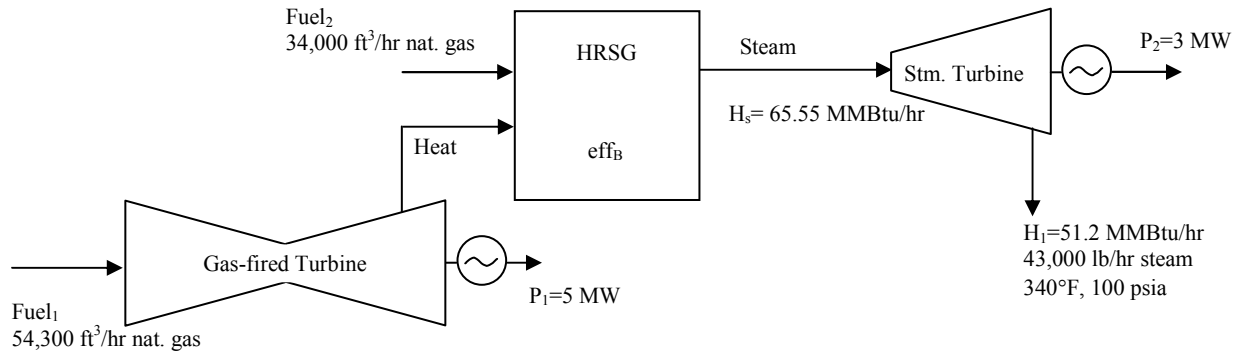 Fuel₂
34,000 ft³/hr nat. gas
HRSG
eff_B
Steam
H_s= 65.55 MMBtu/hr
Stm. Turbine
P₂=3 MW
Heat
Gas-fired Turbine
P₁=5 MW
H₁=51.2 MMBtu/hr
43,000 lb/hr steam
340°F, 100 psia
Fuel₁
54,300 ft³/hr nat. gas